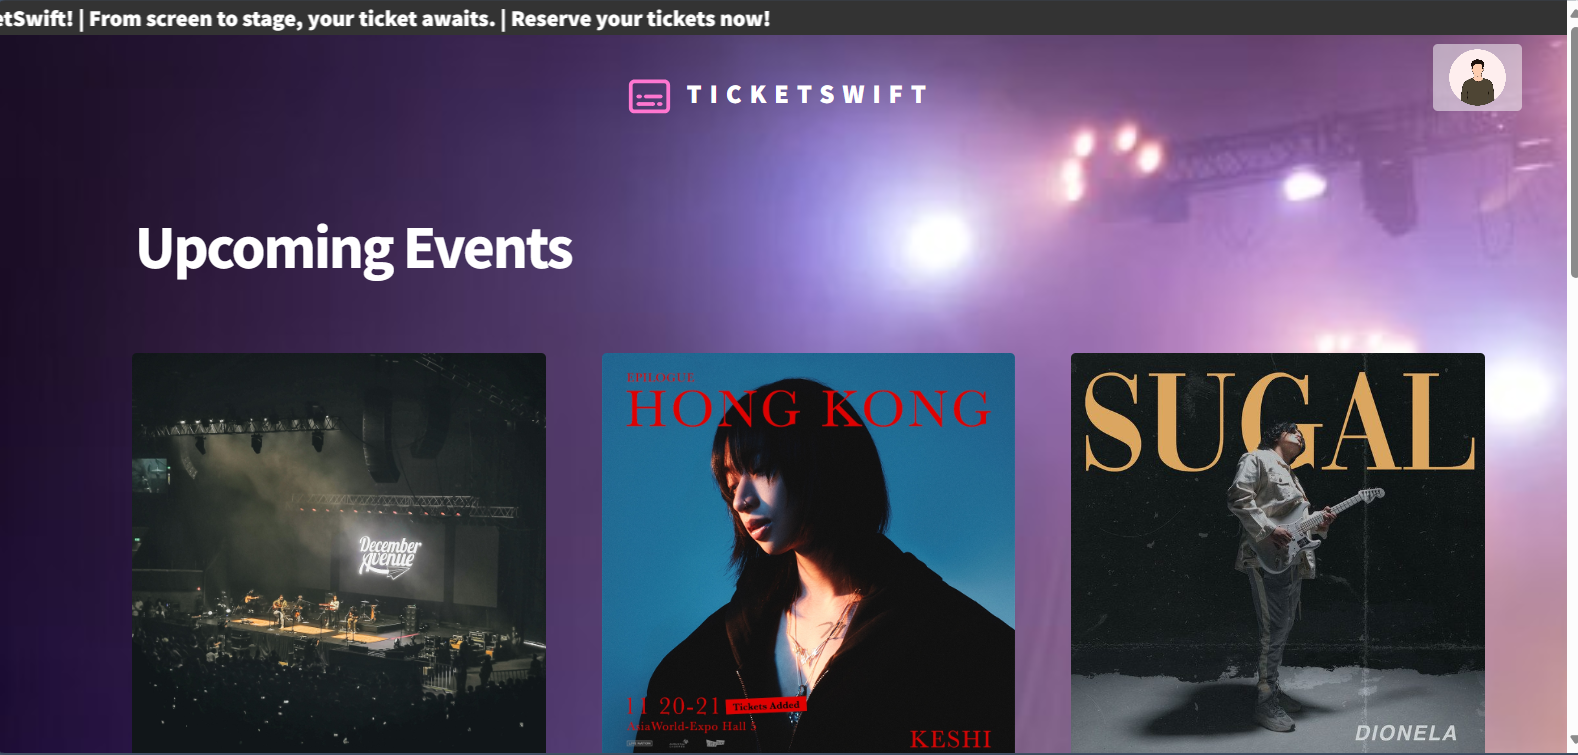 etSwift! | From screen to stage, your ticket awaits. | Reserve your tickets now!
TICKETSWIFT
Upcoming Events
December
Avenue
EPILOGUE
HONG KONG
11 20-21 Tickets Added
AsiaWorld-Expo Hall 5
KESHI
SUGAL
DIONELA